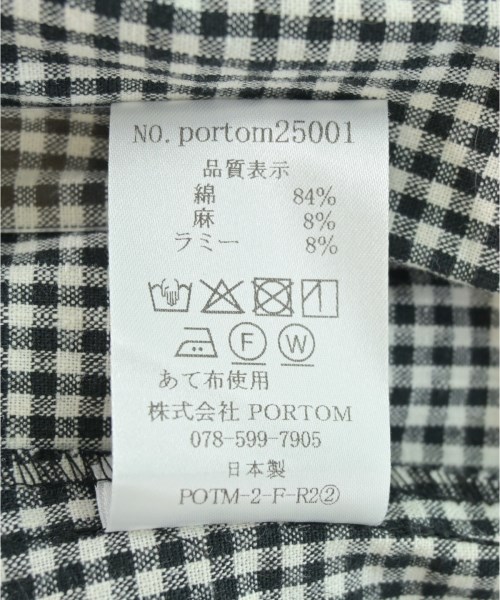 NO. portom25001
品質表示
綿 84%
麻 8%
ラミー 8%
F W
あて布使用
株式会社 PORTOM
078-599-7905
日本製
POTM-2-F-R2②